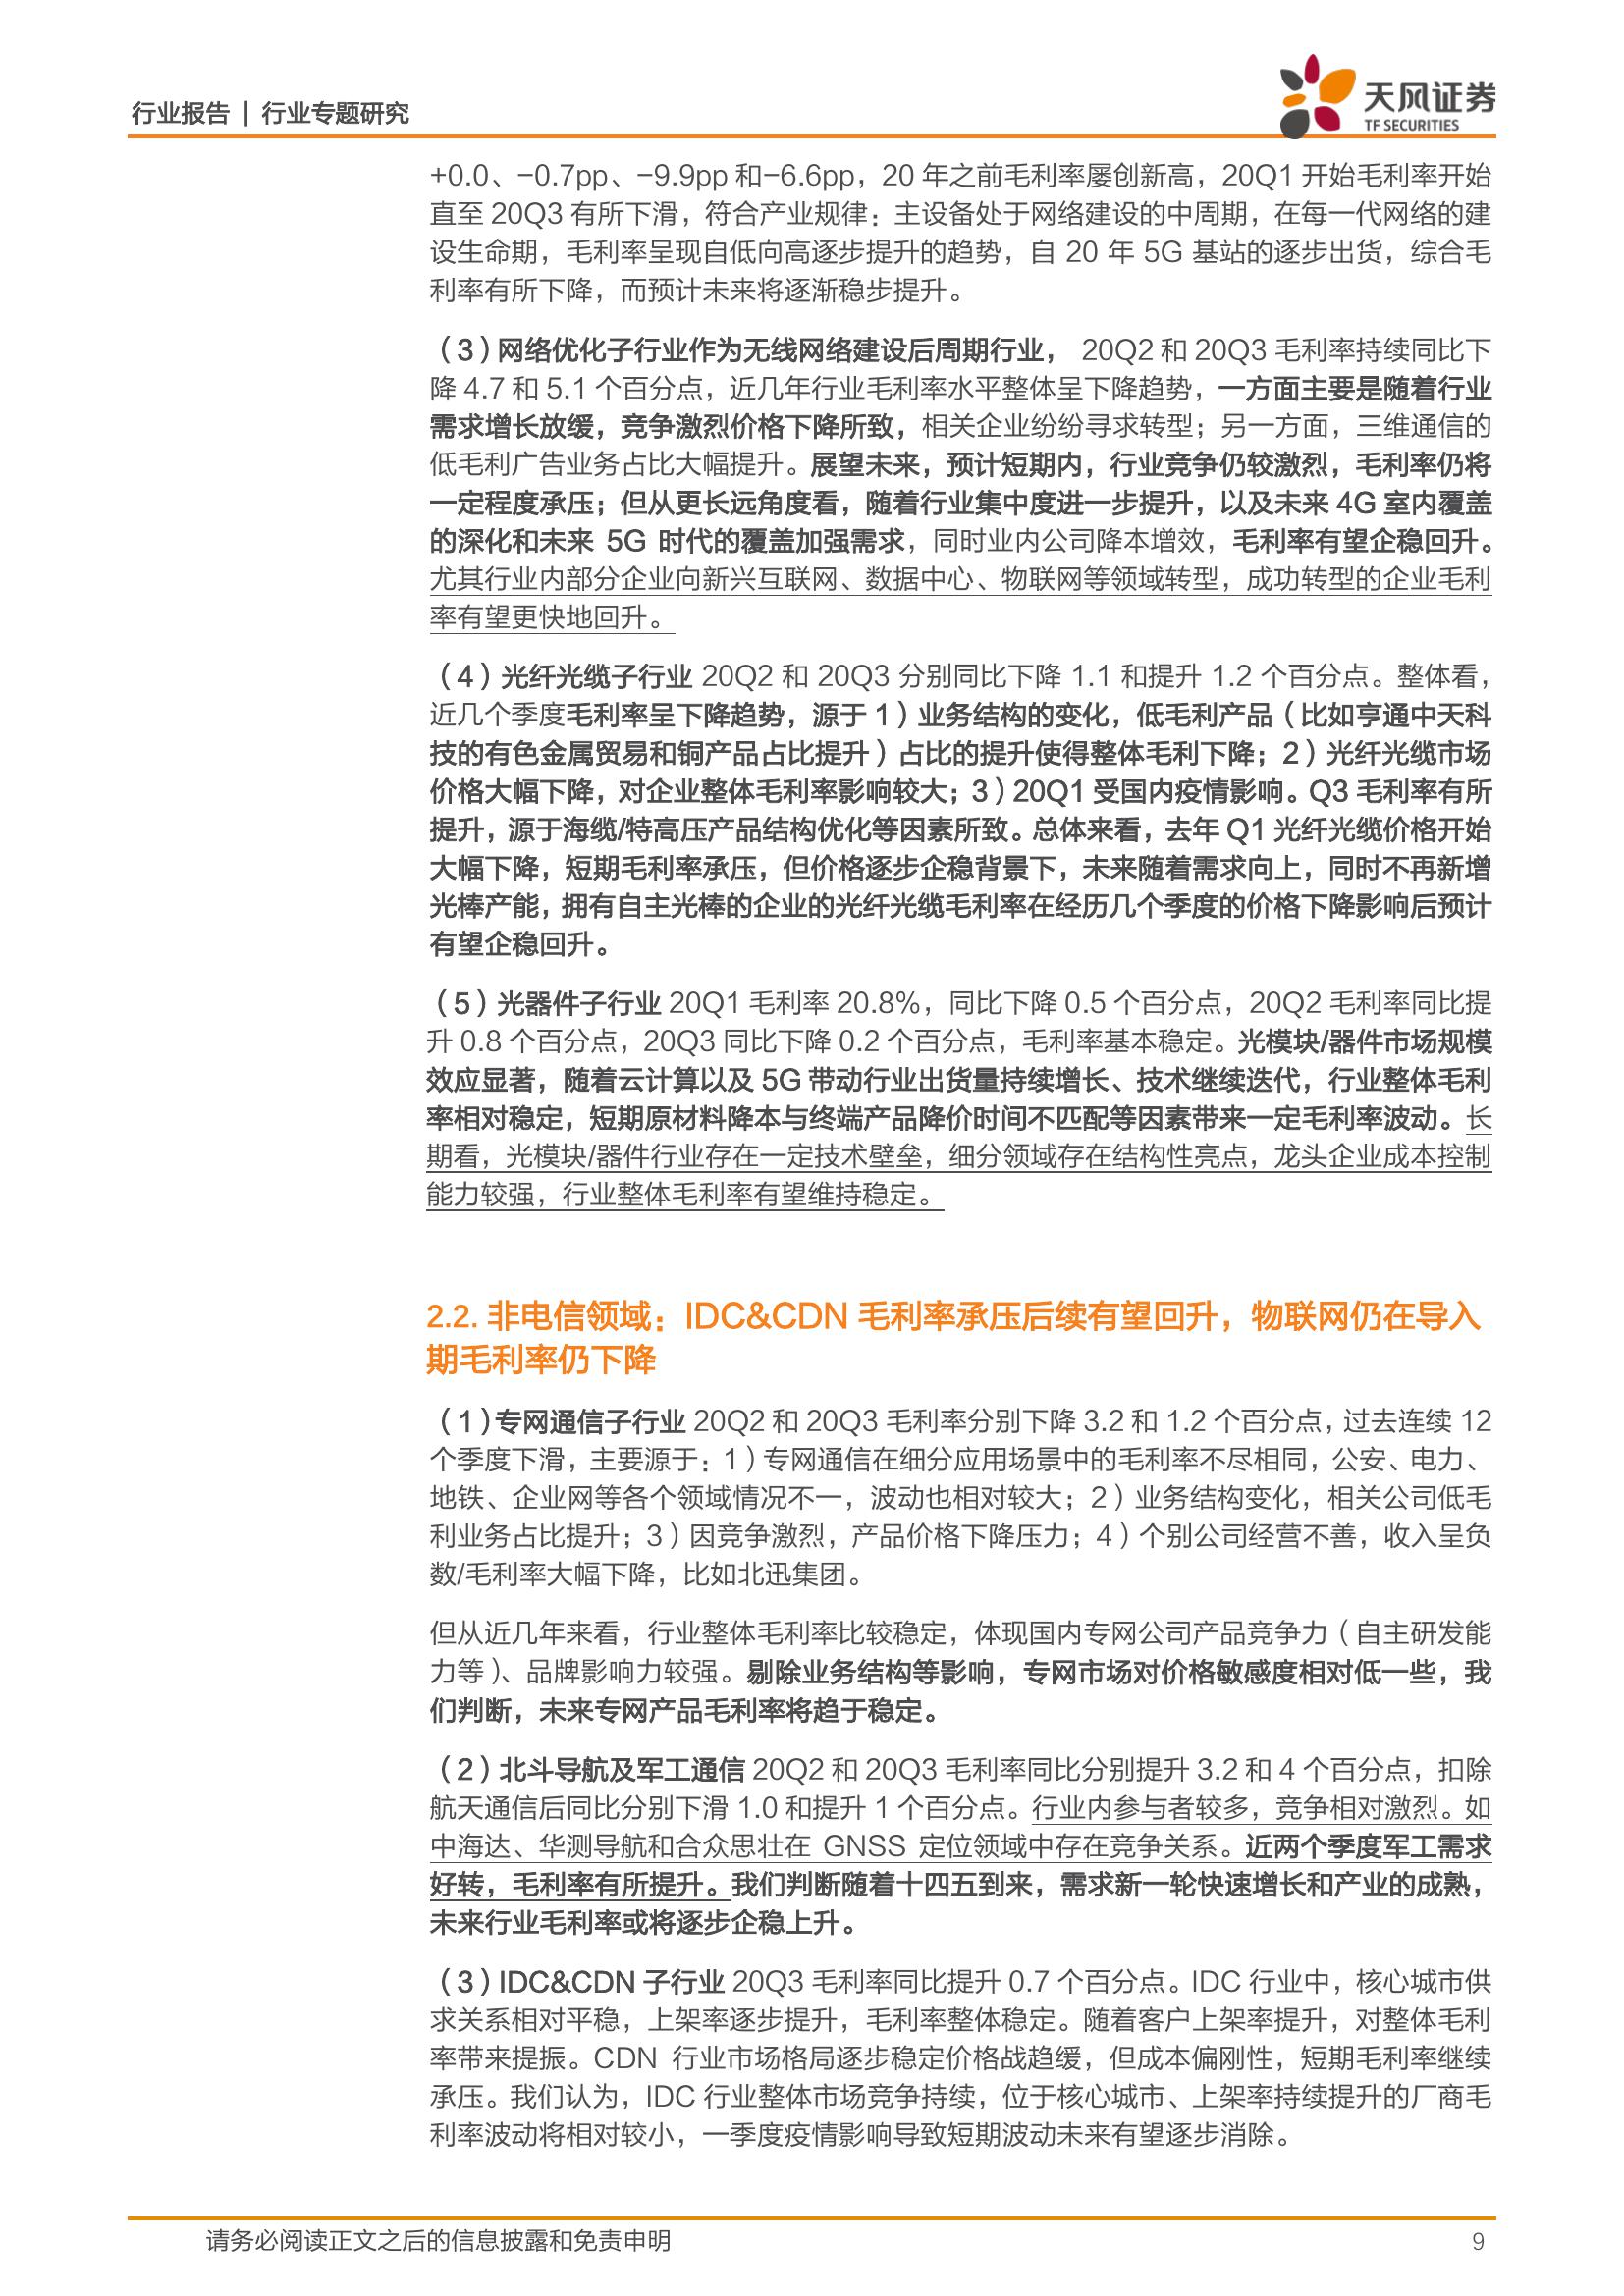 行业报告 | 行业专题研究
天风证券
TF SECURITIES
+0.0、-0.7pp、-9.9pp 和-6.6pp，20 年之前毛利率屡创新高，20Q1 开始毛利率开始
直至 20Q3 有所下滑，符合产业规律：主设备处于网络建设的中周期，在每一代网络的建
设生命期，毛利率呈现自低向高逐步提升的趋势，自 20 年 5G 基站的逐步出货，综合毛
利率有所下降，而预计未来将逐渐稳步提升。
（3）网络优化子行业作为无线网络建设后周期行业， 20Q2 和 20Q3 毛利率持续同比下
降 4.7 和 5.1 个百分点，近几年行业毛利率水平整体呈下降趋势，一方面主要是随着行业
需求增长放缓，竞争激烈价格下降所致，相关企业纷纷寻求转型；另一方面，三维通信的
低毛利广告业务占比大幅提升。展望未来，预计短期内，行业竞争仍较激烈，毛利率仍将
一定程度承压；但从更长远角度看，随着行业集中度进一步提升，以及未来 4G 室内覆盖
的深化和未来 5G 时代的覆盖加强需求，同时业内公司降本增效，毛利率有望企稳回升。
尤其行业内部分企业向新兴互联网、数据中心、物联网等领域转型，成功转型的企业毛利
率有望更快地回升。
（4）光纤光缆子行业 20Q2 和 20Q3 分别同比下降 1.1 和提升 1.2 个百分点。整体看，
近几个季度毛利率呈下降趋势，源于 1）业务结构的变化，低毛利产品（比如亨通中天科
技的有色金属贸易和铜产品占比提升）占比的提升使得整体毛利下降；2）光纤光缆市场
价格大幅下降，对企业整体毛利率影响较大；3）20Q1 受国内疫情影响。Q3 毛利率有所
提升，源于海缆/特高压产品结构优化等因素所致。总体来看，去年 Q1 光纤光缆价格开始
大幅下降，短期毛利率承压，但价格逐步企稳背景下，未来随着需求向上，同时不再新增
光棒产能，拥有自主光棒的企业的光纤光缆毛利率在经历几个季度的价格下降影响后预计
有望企稳回升。
（5）光器件子行业 20Q1 毛利率 20.8%，同比下降 0.5 个百分点，20Q2 毛利率同比提
升 0.8 个百分点，20Q3 同比下降 0.2 个百分点，毛利率基本稳定。光模块/器件市场规模
效应显著，随着云计算以及 5G 带动行业出货量持续增长、技术继续迭代，行业整体毛利
率相对稳定，短期原材料降本与终端产品降价时间不匹配等因素带来一定毛利率波动。长
期看，光模块/器件行业存在一定技术壁垒，细分领域存在结构性亮点，龙头企业成本控制
能力较强，行业整体毛利率有望维持稳定。
2.2. 非电信领域：IDC&CDN 毛利率承压后续有望回升，物联网仍在导入
期毛利率仍下降
（1）专网通信子行业 20Q2 和 20Q3 毛利率分别下降 3.2 和 1.2 个百分点，过去连续 12
个季度下滑，主要源于：1）专网通信在细分应用场景中的毛利率不尽相同，公安、电力、
地铁、企业网等各个领域情况不一，波动也相对较大；2）业务结构变化，相关公司低毛
利业务占比提升；3）因竞争激烈，产品价格下降压力；4）个别公司经营不善，收入呈负
数/毛利率大幅下降，比如北迅集团。
但从近几年来看，行业整体毛利率比较稳定，体现国内专网公司产品竞争力（自主研发能
力等）、品牌影响力较强。剔除业务结构等影响，专网市场对价格敏感度相对低一些，我
们判断，未来专网产品毛利率将趋于稳定。
（2）北斗导航及军工通信 20Q2 和 20Q3 毛利率同比分别提升 3.2 和 4 个百分点，扣除
航天通信后同比分别下滑 1.0 和提升 1 个百分点。行业内参与者较多，竞争相对激烈。如
中海达、华测导航和合众思壮在 GNSS 定位领域中存在竞争关系。近两个季度军工需求
好转，毛利率有所提升。我们判断随着十四五到来，需求新一轮快速增长和产业的成熟，
未来行业毛利率或将逐步企稳上升。
（3）IDC&CDN 子行业 20Q3 毛利率同比提升 0.7 个百分点。IDC 行业中，核心城市供
求关系相对平稳，上架率逐步提升，毛利率整体稳定。随着客户上架率提升，对整体毛利
率带来提振。CDN 行业市场格局逐步稳定价格战趋缓，但成本偏刚性，短期毛利率继续
承压。我们认为，IDC 行业整体市场竞争持续，位于核心城市、上架率持续提升的厂商毛
利率波动将相对较小，一季度疫情影响导致短期波动未来有望逐步消除。
请务必阅读正文之后的信息披露和免责申明
9